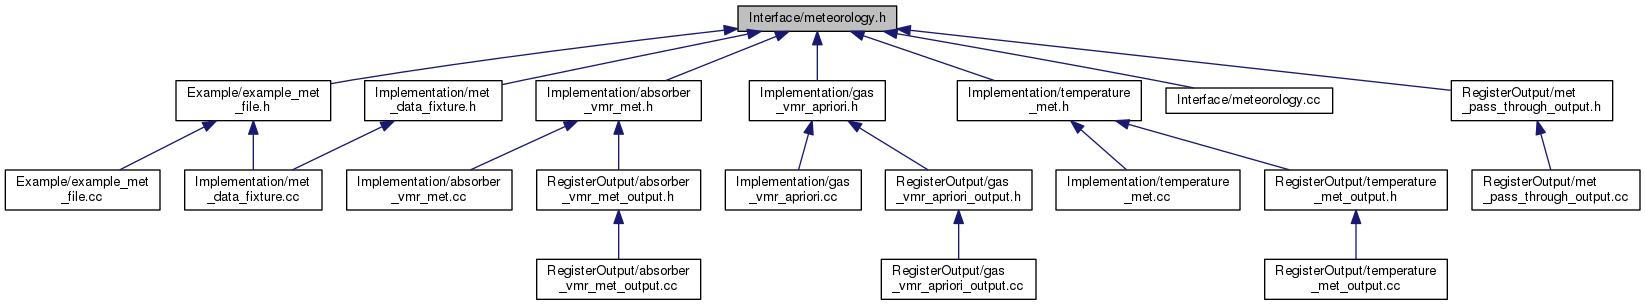 Interface/meteorology.h
Example/example_met
_file.h
Implementation/met
_data_fixture.h
Implementation/absorber
_vmr_met.h
Implementation/gas
_vmr_apriori.h
Implementation/temperature
_met.h
Interface/meteorology.cc
RegisterOutput/met
_pass_through_output.h
Example/example_met
_file.cc
Implementation/met
_data_fixture.cc
Implementation/absorber
_vmr_met.cc
RegisterOutput/absorber
_vmr_met_output.h
Implementation/gas
_vmr_apriori.cc
RegisterOutput/gas
_vmr_apriori_output.h
Implementation/temperature
_met.cc
RegisterOutput/temperature
_met_output.h
RegisterOutput/met
_pass_through_output.cc
RegisterOutput/absorber
_vmr_met_output.cc
RegisterOutput/gas
_vmr_apriori_output.cc
RegisterOutput/temperature
_met_output.cc